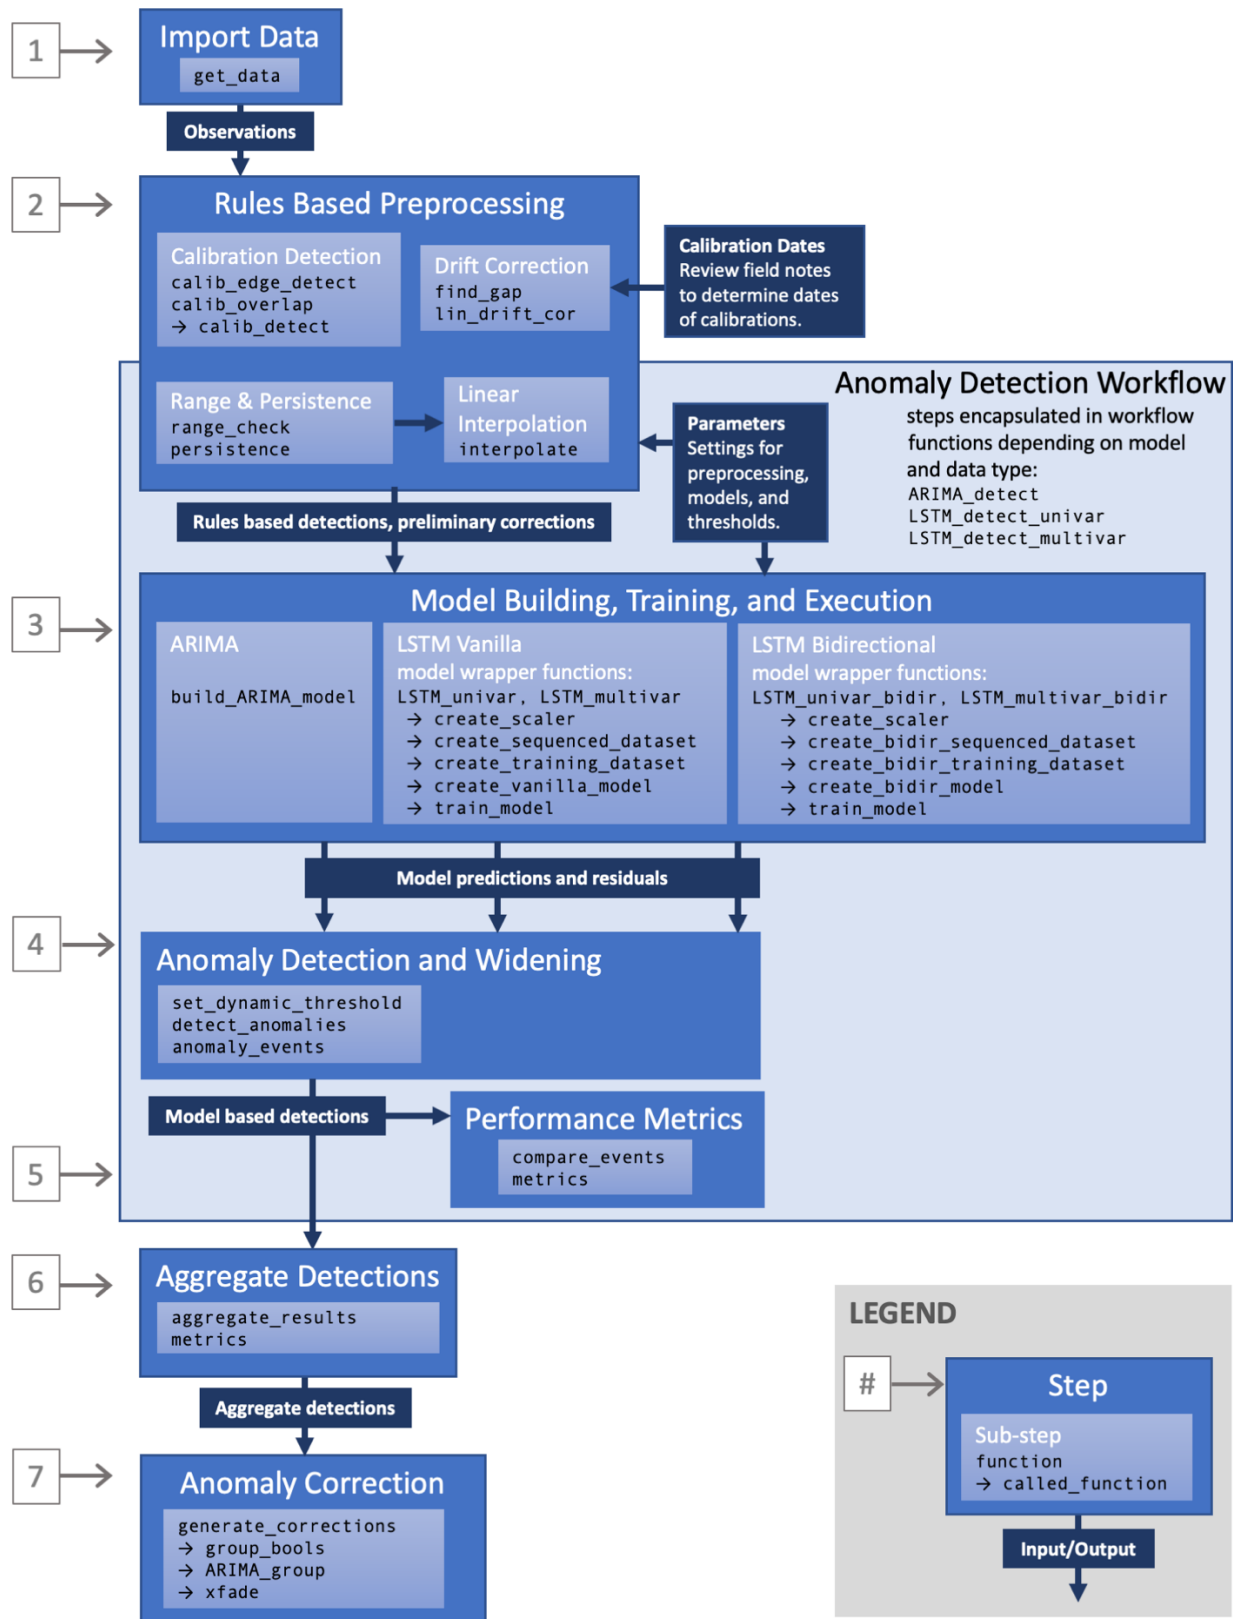 1
Import Data
get_data
Observations
2
Rules Based Preprocessing
Calibration Detection
calib_edge_detect
calib_overlap
→ calib_detect
Drift Correction
find_gap
lin_drift_cor
Calibration Dates
Review field notes
to determine dates
of calibrations.
Range & Persistence
range_check
persistence
Linear
Interpolation
interpolate
Parameters
Settings for
preprocessing,
models, and
thresholds.
Anomaly Detection Workflow
steps encapsulated in workflow
functions depending on model
and data type:
ARIMA_detect
LSTM_detect_univar
LSTM_detect_multivar
Rules based detections, preliminary corrections
3
Model Building, Training, and Execution
ARIMA
build_ARIMA_model
LSTM Vanilla
model wrapper functions:
LSTM_univar, LSTM_multivar
→ create_scaler
→ create_sequenced_dataset
→ create_training_dataset
→ create_vanilla_model
→ train_model
LSTM Bidirectional
model wrapper functions:
LSTM_univar_bidir, LSTM_multivar_bidir
→ create_scaler
→ create_bidir_sequenced_dataset
→ create_bidir_training_dataset
→ create_bidir_model
→ train_model
Model predictions and residuals
4
Anomaly Detection and Widening
set_dynamic_threshold
detect_anomalies
anomaly_events
Model based detections
5
Performance Metrics
compare_events
metrics
6
Aggregate Detections
aggregate_results
metrics
Aggregate detections
7
Anomaly Correction
generate_corrections
→ group_bools
→ ARIMA_group
→ xfade
LEGEND
#
Step
Sub-step
function
→ called_function
Input/Output